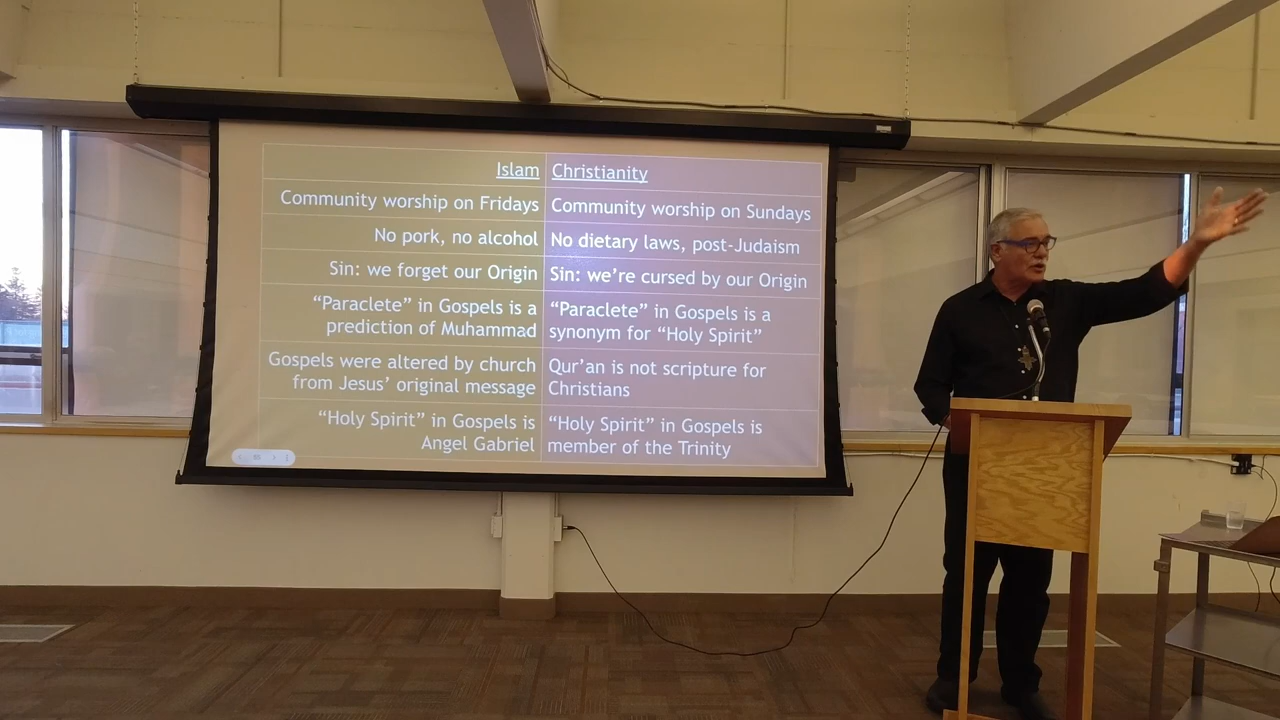 Islam
Christianity
Community worship on Fridays
Community worship on Sundays
No pork, no alcohol
No dietary laws, post-Judaism
Sin: we forget our Origin
Sin: we're cursed by our Origin
"Paraclete" in Gospels is a
prediction of Muhammad
"Paraclete" in Gospels is a
synonym for "Holy Spirit"
Gospels were altered by church
from Jesus' original message
Qur'an is not scripture for
Christians
"Holy Spirit" in Gospels is
Angel Gabriel
"Holy Spirit" in Gospels is
member of the Trinity